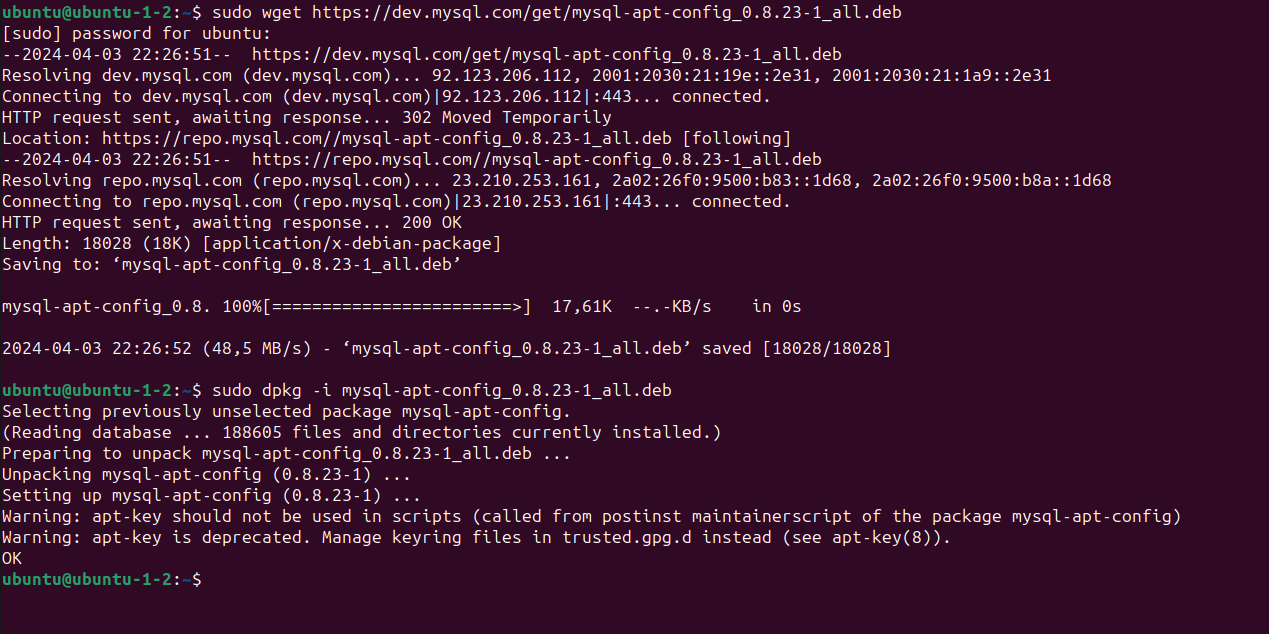 ubuntu@ubuntu-1-2:~$ sudo wget https://dev.mysql.com/get/mysql-apt-config_0.8.23-1_all.deb
[sudo] password for ubuntu:
--2024-04-03 22:26:51--  https://dev.mysql.com/get/mysql-apt-config_0.8.23-1_all.deb
Resolving dev.mysql.com (dev.mysql.com)... 92.123.206.112, 2001:2030:21:19e::2e31, 2001:2030:21:1a9::2e31
Connecting to dev.mysql.com (dev.mysql.com)|92.123.206.112|:443... connected.
HTTP request sent, awaiting response... 302 Moved Temporarily
Location: https://repo.mysql.com//mysql-apt-config_0.8.23-1_all.deb [following]
--2024-04-03 22:26:51--  https://repo.mysql.com//mysql-apt-config_0.8.23-1_all.deb
Resolving repo.mysql.com (repo.mysql.com)... 23.210.253.161, 2a02:26f0:9500:b83::1d68, 2a02:26f0:9500:b8a::1d68
Connecting to repo.mysql.com (repo.mysql.com)|23.210.253.161|:443... connected.
HTTP request sent, awaiting response... 200 OK
Length: 18028 (18K) [application/x-debian-package]
Saving to: ‘mysql-apt-config_0.8.23-1_all.deb’
mysql-apt-config_0.8. 100%[========================>]  17,61K  --.-KB/s    in 0s
2024-04-03 22:26:52 (48,5 MB/s) - ‘mysql-apt-config_0.8.23-1_all.deb’ saved [18028/18028]
ubuntu@ubuntu-1-2:~$ sudo dpkg -i mysql-apt-config_0.8.23-1_all.deb
Selecting previously unselected package mysql-apt-config.
(Reading database ... 188605 files and directories currently installed.)
Preparing to unpack mysql-apt-config_0.8.23-1_all.deb ...
Unpacking mysql-apt-config (0.8.23-1) ...
Setting up mysql-apt-config (0.8.23-1) ...
Warning: apt-key should not be used in scripts (called from postinst maintainerscript of the package mysql-apt-config)
Warning: apt-key is deprecated. Manage keyring files in trusted.gpg.d instead (see apt-key(8)).
OK
ubuntu@ubuntu-1-2:~$